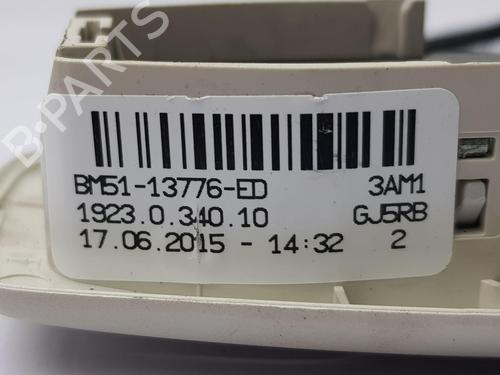 BM51-13776-ED 3AM1
1923.0.340.10 GJ5RB
17.06.2015 - 14:32 2
B-PARTS